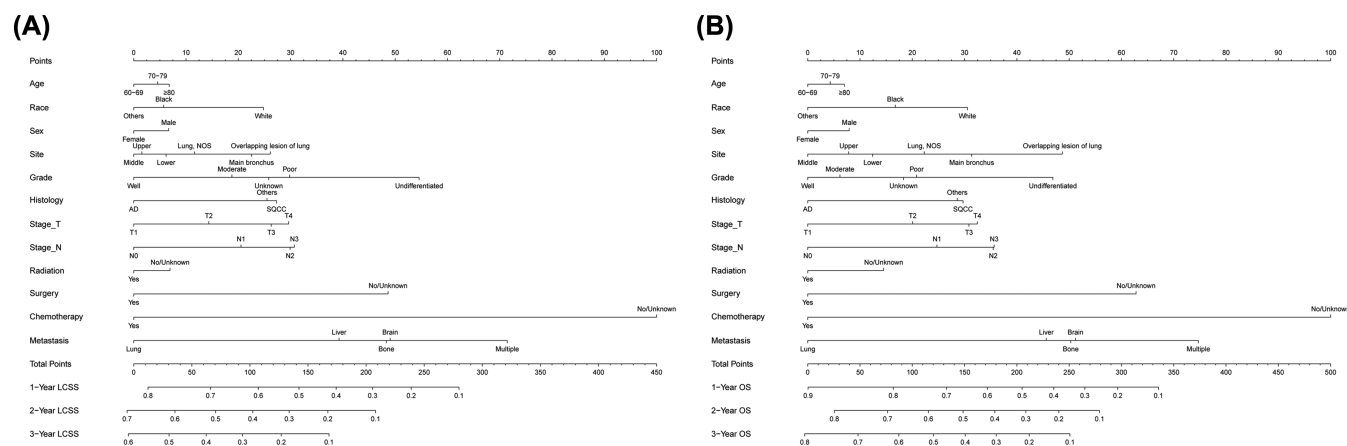 (A)
Points
0 10 20 30 40 50 60 70 80 90 100
Age
70−79
60−69 ≥80
Race
Black
Others White
Sex
Male
Female
Site
Upper Lung, NOS Overlapping lesion of lung
Middle Lower Main bronchus
Grade
Moderate Poor
Well Unknown Undifferentiated
Histology
Others
AD SQCC
Stage_T
T2 T4
T1 T3
Stage_N
N1 N3
N0 N2
Radiation
No/Unknown
Yes
Surgery
No/Unknown
Yes
Chemotherapy
No/Unknown
Yes
Metastasis
Liver Brain
Lung Bone Multiple
Total Points
0 50 100 150 200 250 300 350 400 450
1−Year LCSS
0.8 0.7 0.6 0.5 0.4 0.3 0.2 0.1
2−Year LCSS
0.7 0.6 0.5 0.4 0.3 0.2 0.1
3−Year LCSS
0.6 0.5 0.4 0.3 0.2 0.1
(B)
Points
0 10 20 30 40 50 60 70 80 90 100
Age
70−79
60−69 ≥80
Race
Black
Others White
Sex
Male
Female
Site
Upper Lung, NOS Overlapping lesion of lung
Middle Lower Main bronchus
Grade
Moderate Poor
Well Unknown Undifferentiated
Histology
Others
AD SQCC
Stage_T
T2 T4
T1 T3
Stage_N
N1 N3
N0 N2
Radiation
No/Unknown
Yes
Surgery
No/Unknown
Yes
Chemotherapy
No/Unknown
Yes
Metastasis
Liver Brain
Lung Bone Multiple
Total Points
0 50 100 150 200 250 300 350 400 450 500
1−Year OS
0.9 0.8 0.7 0.6 0.5 0.4 0.3 0.2 0.1
2−Year OS
0.8 0.7 0.6 0.5 0.4 0.3 0.2 0.1
3−Year OS
0.8 0.7 0.6 0.5 0.4 0.3 0.2 0.1